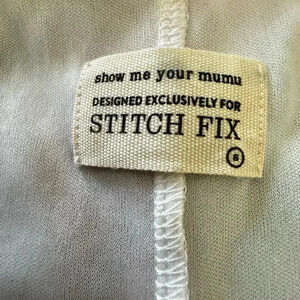 show me your mumu
DESIGNED EXCLUSIVELY FOR
STITCH FIX
S